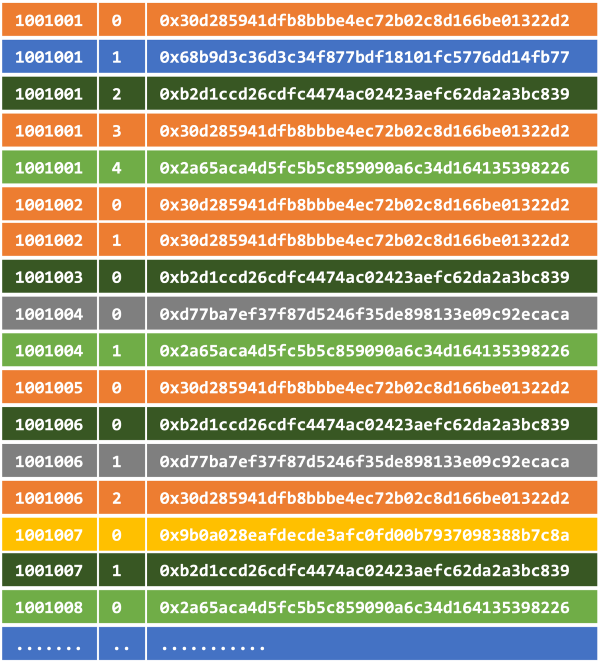 1001001 0 0x30d285941dfb8bbbe4ec72b02c8d166be01322d2
1001001 1 0x68b9d3c36d3c34f877bdf18101fc5776dd14fb77
1001001 2 0xb2d1ccd26cdfc4474ac02423aefc62da2a3bc839
1001001 3 0x30d285941dfb8bbbe4ec72b02c8d166be01322d2
1001001 4 0x2a65aca4d5fc5b5c859090a6c34d164135398226
1001002 0 0x30d285941dfb8bbbe4ec72b02c8d166be01322d2
1001002 1 0x30d285941dfb8bbbe4ec72b02c8d166be01322d2
1001003 0 0xb2d1ccd26cdfc4474ac02423aefc62da2a3bc839
1001004 0 0xd77ba7ef37f87d5246f35de898133e09c92ecaca
1001004 1 0x2a65aca4d5fc5b5c859090a6c34d164135398226
1001005 0 0x30d285941dfb8bbbe4ec72b02c8d166be01322d2
1001006 0 0xb2d1ccd26cdfc4474ac02423aefc62da2a3bc839
1001006 1 0xd77ba7ef37f87d5246f35de898133e09c92ecaca
1001006 2 0x30d285941dfb8bbbe4ec72b02c8d166be01322d2
1001007 0 0x9b0a028eafdecde3afc0fd00b7937098388b7c8a
1001007 1 0xb2d1ccd26cdfc4474ac02423aefc62da2a3bc839
1001008 0 0x2a65aca4d5fc5b5c859090a6c34d164135398226
....... .. ...........